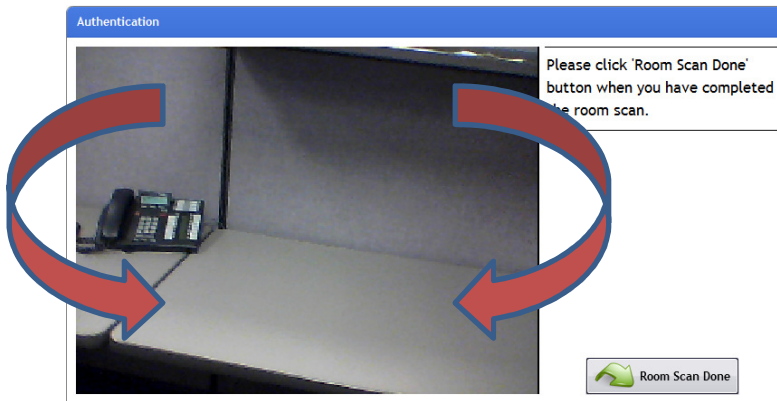 Authentication
Please click 'Room Scan Done'
button when you have completed
the room scan.
Room Scan Done